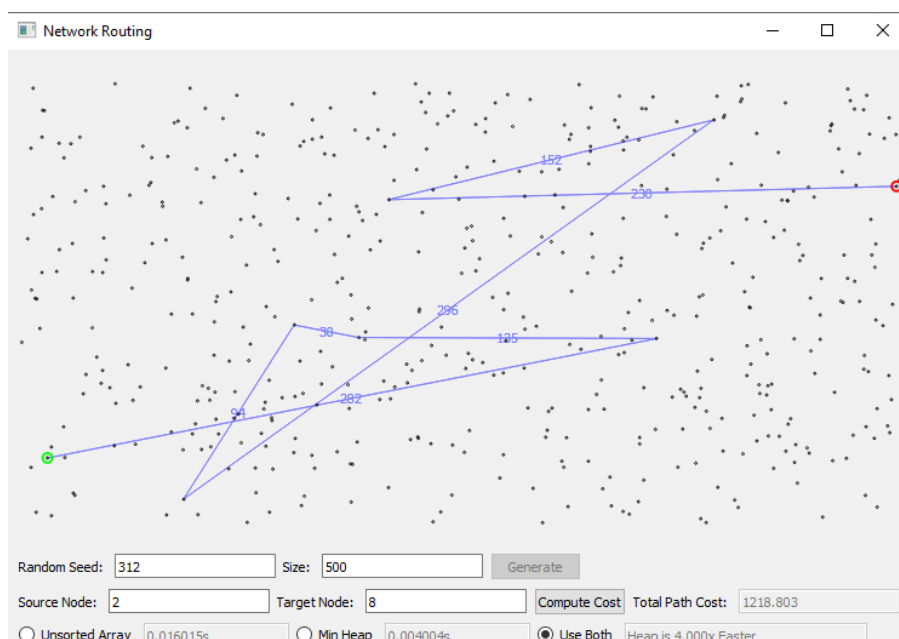 Network Routing
152
230
296
30
135
282
94
Random Seed: 312 Size: 500 Generate
Source Node: 2 Target Node: 8 Compute Cost Total Path Cost: 1218.803
Unsorted Array 0.016015s Min Heap 0.004004s Use Both Heap is 4.000x Faster